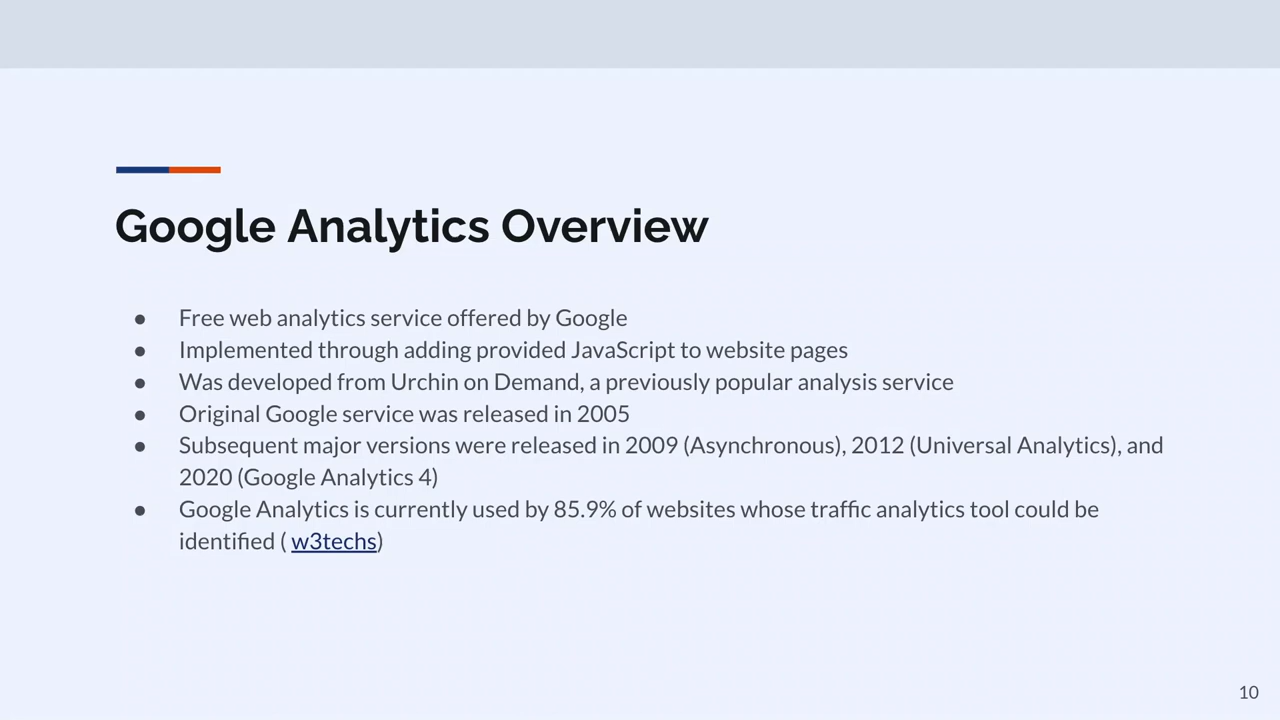 Google Analytics Overview
● Free web analytics service offered by Google
● Implemented through adding provided JavaScript to website pages
● Was developed from Urchin on Demand, a previously popular analysis service
● Original Google service was released in 2005
● Subsequent major versions were released in 2009 (Asynchronous), 2012 (Universal Analytics), and
2020 (Google Analytics 4)
● Google Analytics is currently used by 85.9% of websites whose traffic analytics tool could be
identified ( w3techs)
10